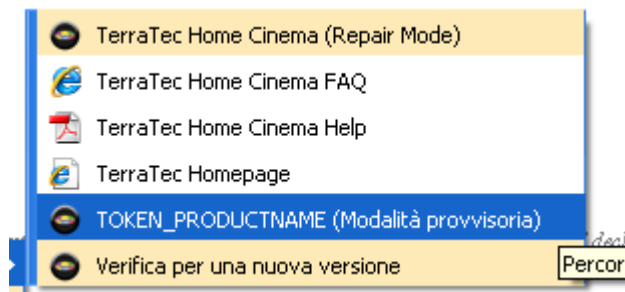 TerraTec Home Cinema (Repair Mode)
TerraTec Home Cinema FAQ
TerraTec Home Cinema Help
TerraTec Homepage
TOKEN_PRODUCTNAME (Modalità provvisoria)
Verifica per una nuova versione